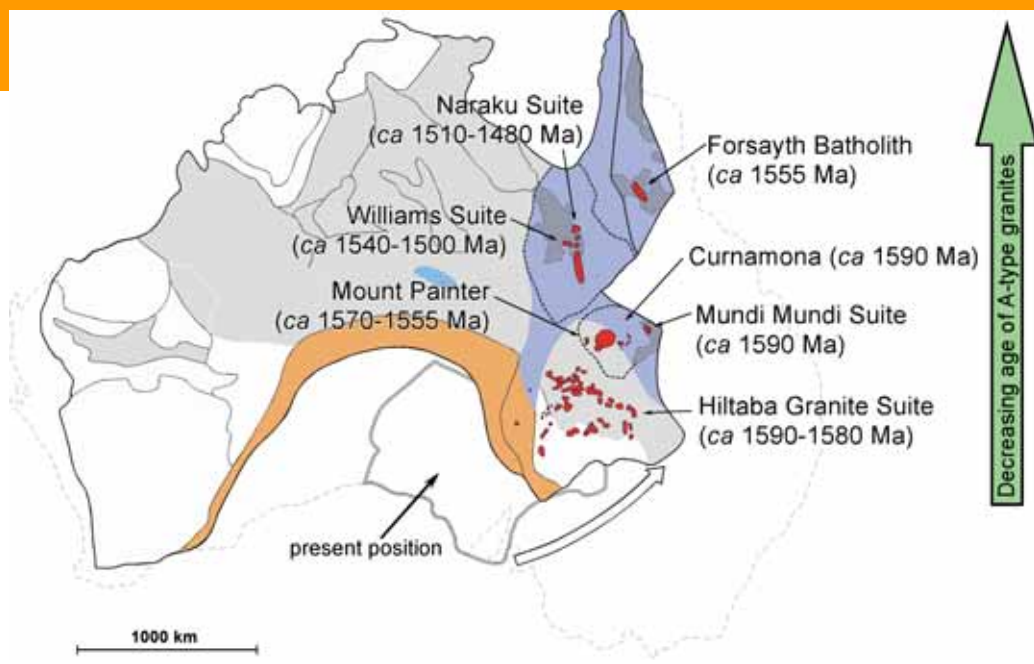 Naraku Suite
(ca 1510-1480 Ma)
Forsayth Batholith
(ca 1555 Ma)
Williams Suite
(ca 1540-1500 Ma)
Curnamona (ca 1590 Ma)
Mount Painter
(ca 1570-1555 Ma)
Mundi Mundi Suite
(ca 1590 Ma)
Hiltaba Granite Suite
(ca 1590-1580 Ma)
present position
1000 km
Decreasing age of A-type granites